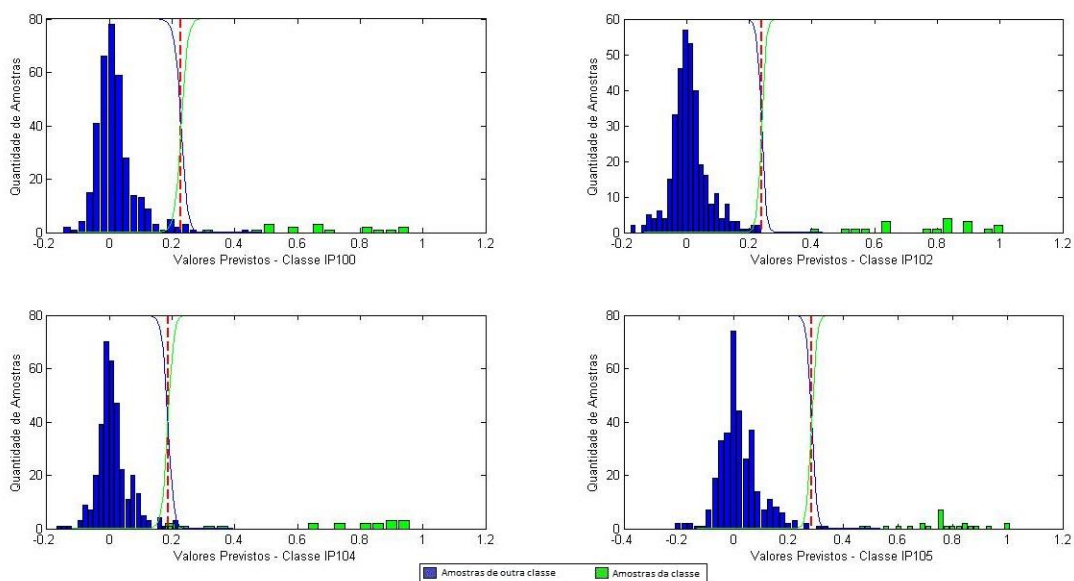 80
60
40
20
0
Quantidade de Amostras
-0.2 0 0.2 0.4 0.6 0.8 1 1.2
Valores Previstos - Classe IP100
60
50
40
30
20
10
0
Quantidade de Amostras
-0.4 -0.2 0 0.2 0.4 0.6 0.8 1 1.2
Valores Previstos - Classe IP102
80
60
40
20
0
Quantidade de Amostras
-0.2 0 0.2 0.4 0.6 0.8 1 1.2
Valores Previstos - Classe IP104
80
60
40
20
0
Quantidade de Amostras
-0.4 -0.2 0 0.2 0.4 0.6 0.8 1 1.2
Valores Previstos - Classe IP105
Amostras de outra classe Amostras da classe